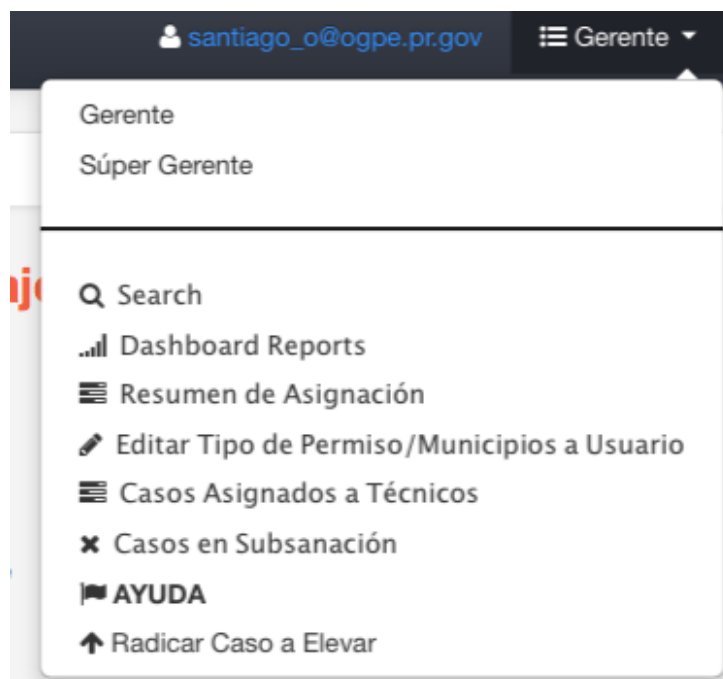 santiago_o@ogpe.pr.gov Gerente
Gerente
Súper Gerente
Search
Dashboard Reports
Resumen de Asignación
Editar Tipo de Permiso/Municipios a Usuario
Casos Asignados a Técnicos
Casos en Subsanación
AYUDA
Radicar Caso a Elevar